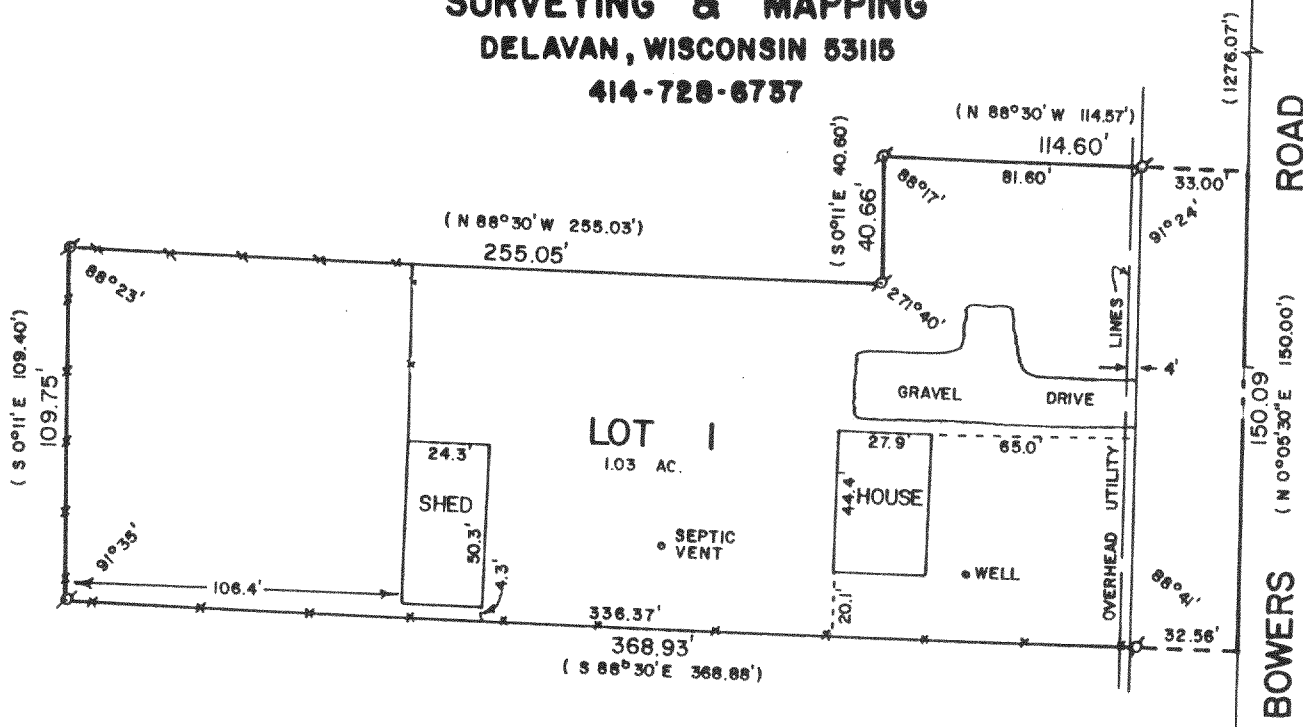 SURVEYING & MAPPING
DELAVAN, WISCONSIN 53115
414-728-6737
(1276.07')
ROAD
(N 88°30' W 114.57')
114.60'
81.60'
33.00'
(S 0°11' E 40.60')
40.66'
88°17'
91°24'
(N 88°30' W 255.03')
255.05'
88°23'
271°40'
LINES
4'
(S 0°11' E 109.40')
109.75'
GRAVEL DRIVE
150.09'
(N 0°05'30" E 150.00')
LOT 1
1.03 AC.
24.3'
SHED
50.3'
4.3'
27.9'
65.0'
44.4'
HOUSE
SEPTIC
VENT
WELL
OVERHEAD UTILITY
91°35'
106.4'
20.1'
88°41'
336.37'
32.56'
368.93'
(S 88°30' E 368.88')
BOWERS